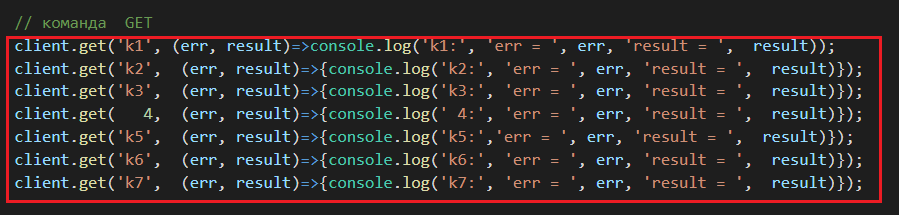 // команда  GET
client.get('k1', (err, result)=>console.log('k1:', 'err = ', err, 'result = ',  result));
client.get('k2',  (err, result)=>{console.log('k2:', 'err = ', err, 'result = ',  result)});
client.get('k3',  (err, result)=>{console.log('k3:', 'err = ', err, 'result = ',  result)});
client.get(   4,  (err, result)=>{console.log(' 4:', 'err = ', err, 'result = ',  result)});
client.get('k5',  (err, result)=>{console.log('k5:','err = ', err, 'result = ',  result)});
client.get('k6',  (err, result)=>{console.log('k6:', 'err = ', err, 'result = ',  result)});
client.get('k7',  (err, result)=>{console.log('k7:', 'err = ', err, 'result = ',  result)});